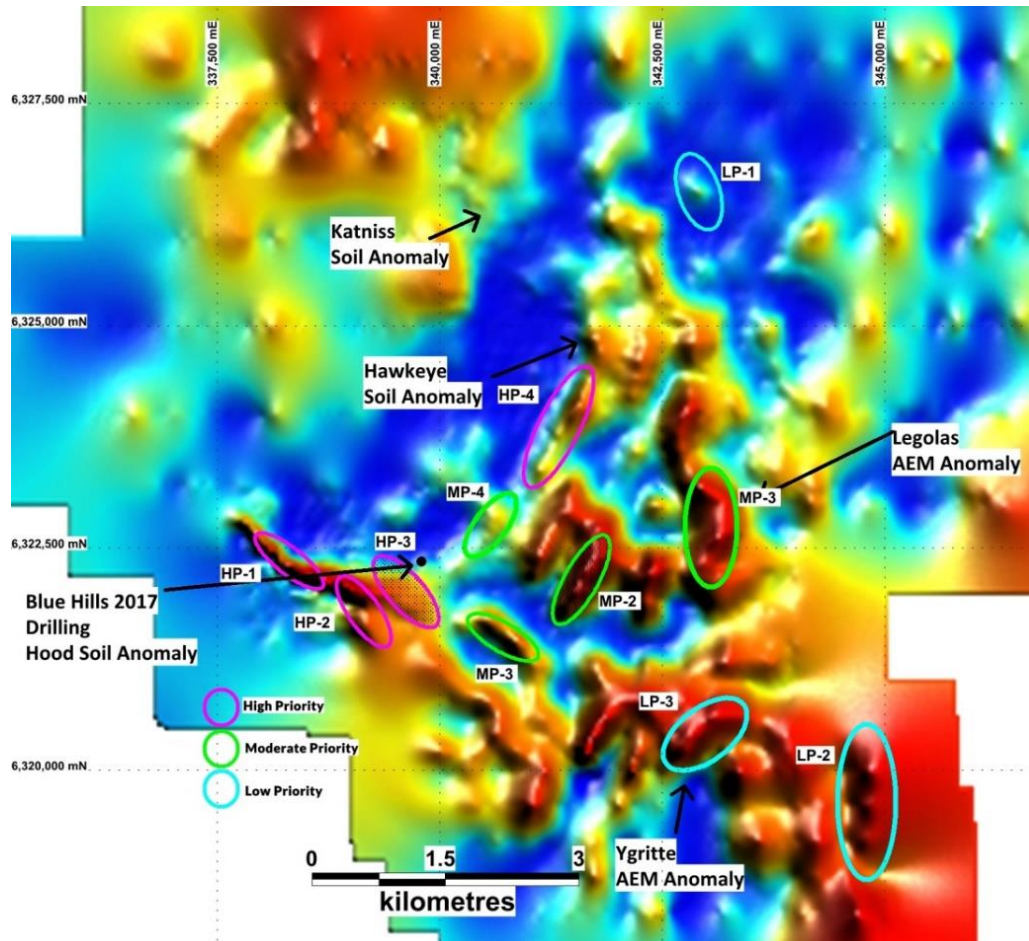 337,500 mE
340,000 mE
342,500 mE
345,000 mE
6,327,500 mN
LP-1
Katniss
Soil Anomaly
6,325,000 mN
Hawkeye
Soil Anomaly
HP-4
Legolas
AEM Anomaly
MP-3
MP-4
6,322,500 mN
HP-3
HP-1
MP-2
Blue Hills 2017
Drilling
Hood Soil Anomaly
HP-2
MP-3
LP-3
High Priority
LP-2
Moderate Priority
6,320,000 mN
Low Priority
Ygritte
AEM Anomaly
0
1.5
3
kilometres